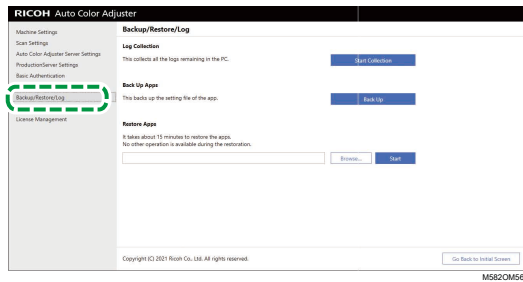 RICOH Auto Color Adjuster
Machine Settings
Scan Settings
Auto Color Adjuster Server Settings
ProductionServer Settings
Basic Authentication
Backup/Restore/Log
License Management
Backup/Restore/Log
Log Collection
This collects all the logs remaining in the PC.
Start Collection
Back Up Apps
This backs up the setting file of the app.
Back Up
Restore Apps
It takes about 15 minutes to restore the apps.
No other operation is available during the restoration.
Browse...
Start
Copyright (C) 2021 Ricoh Co., Ltd. All rights reserved.
Go Back to Initial Screen
M582OM56